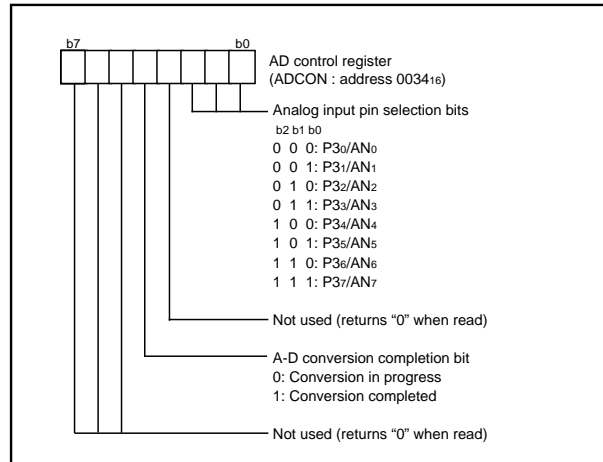 b7 b0
AD control register
(ADCON : address 003416)
Analog input pin selection bits
b2 b1 b0
0 0 0: P30/AN0
0 0 1: P31/AN1
0 1 0: P32/AN2
0 1 1: P33/AN3
1 0 0: P34/AN4
1 0 1: P35/AN5
1 1 0: P36/AN6
1 1 1: P37/AN7
Not used (returns “0” when read)
A-D conversion completion bit
0: Conversion in progress
1: Conversion completed
Not used (returns “0” when read)